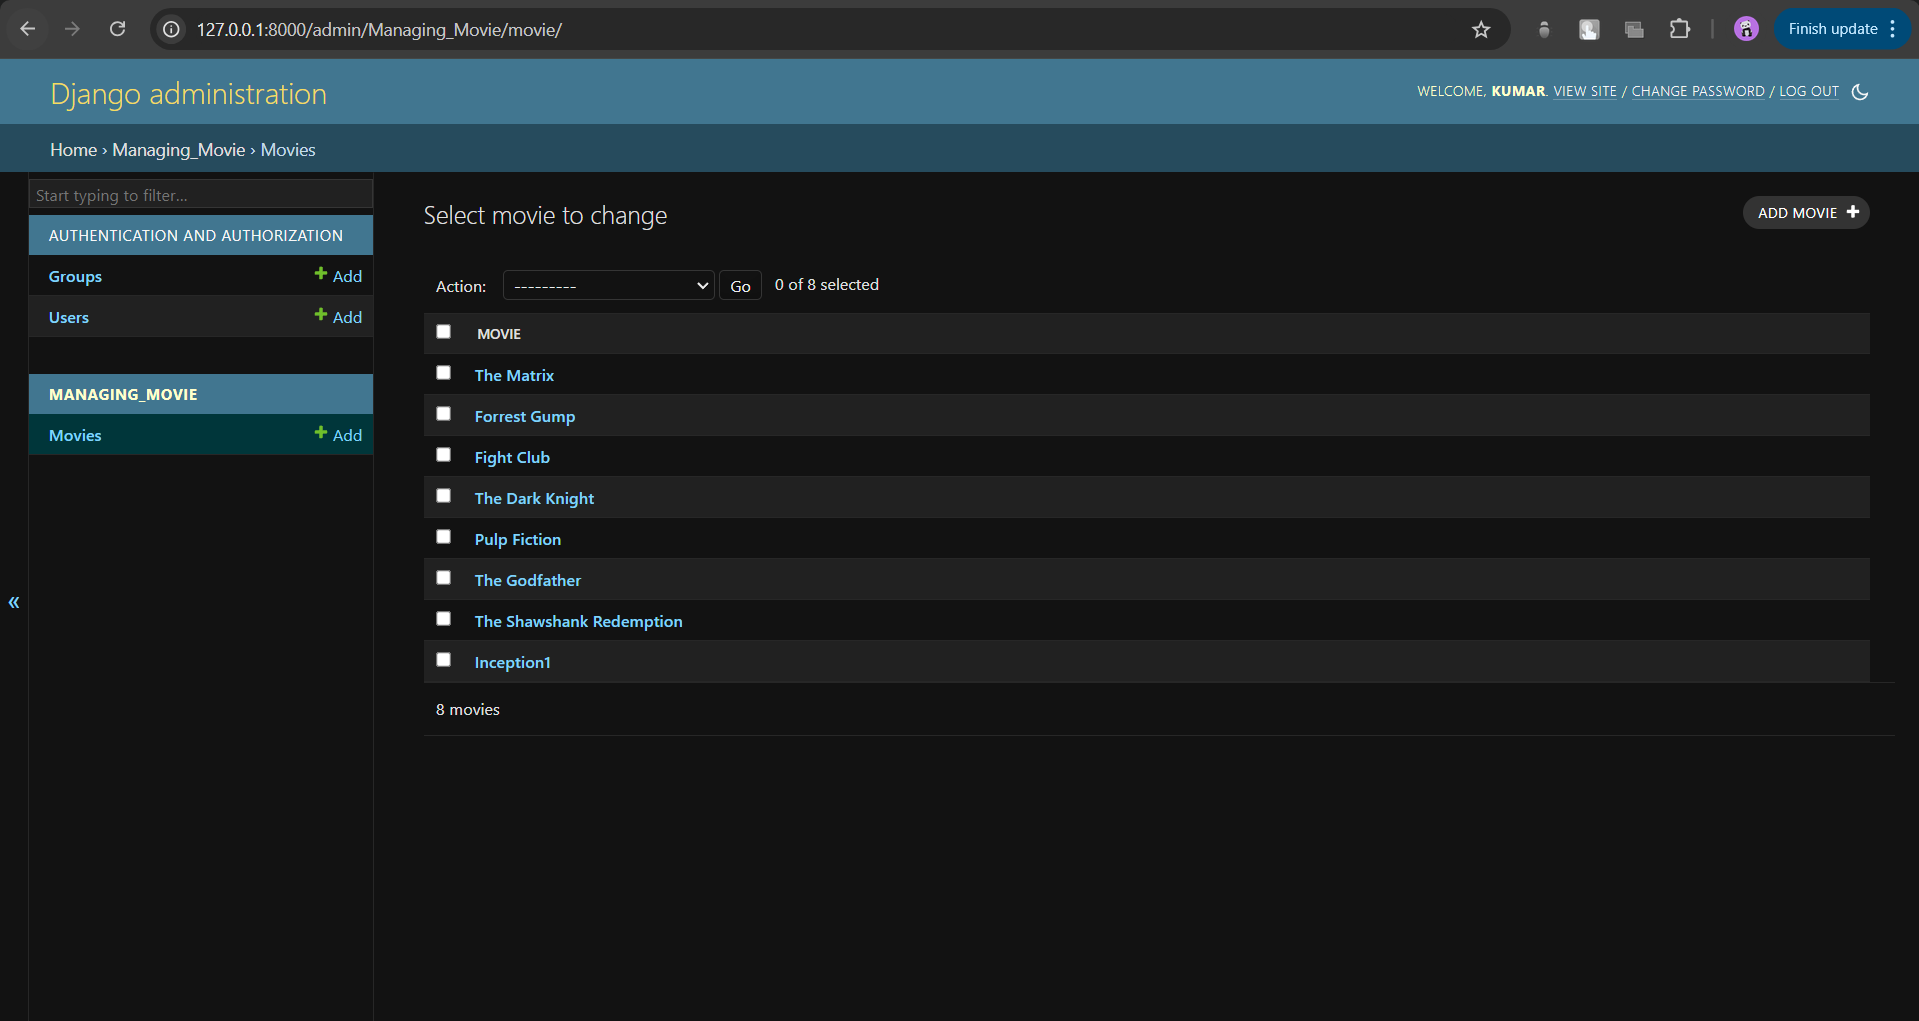 127.0.0.1:8000/admin/Managing_Movie/movie/
Finish update
Django administration
WELCOME, KUMAR. VIEW SITE / CHANGE PASSWORD / LOG OUT
Home › Managing_Movie › Movies
Start typing to filter...
AUTHENTICATION AND AUTHORIZATION
Groups + Add
Users + Add
MANAGING_MOVIE
Movies + Add
«
Select movie to change
ADD MOVIE +
Action: --------- Go 0 of 8 selected
MOVIE
The Matrix
Forrest Gump
Fight Club
The Dark Knight
Pulp Fiction
The Godfather
The Shawshank Redemption
Inception1
8 movies